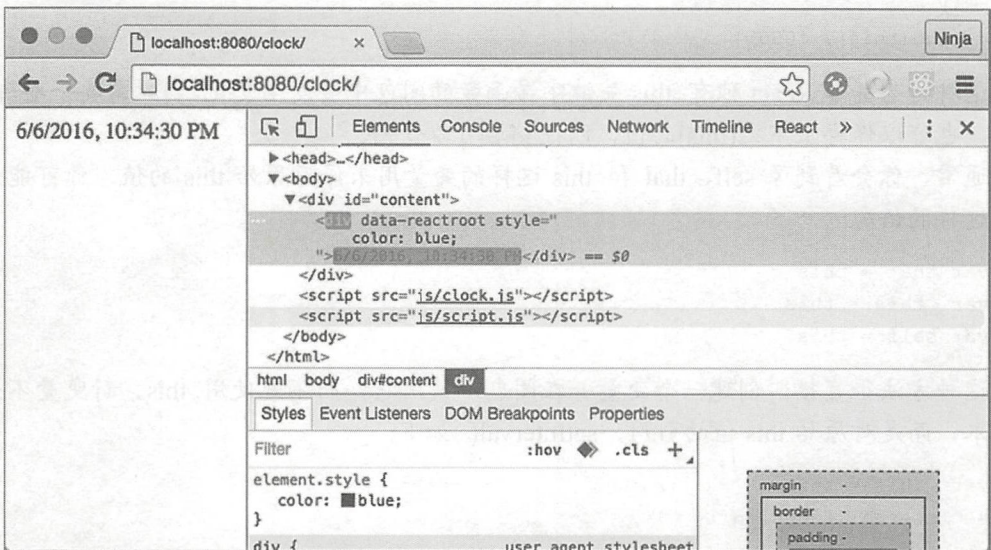 localhost:8080/clock/ ×
Ninja
localhost:8080/clock/
6/6/2016, 10:34:30 PM
Elements Console Sources Network Timeline React » ⋮ ×
▶<head>…</head>
▼<body>
▼<div id="content">
<div data-reactroot style="
color: blue;
">6/6/2016, 10:34:30 PM</div> == $0
</div>
<script src="js/clock.js"></script>
<script src="js/script.js"></script>
</body>
</html>
html body div#content div
Styles Event Listeners DOM Breakpoints Properties
Filter :hov .cls +
element.style {
color: blue;
}
div { user agent stylesheet
margin -
border -
padding -